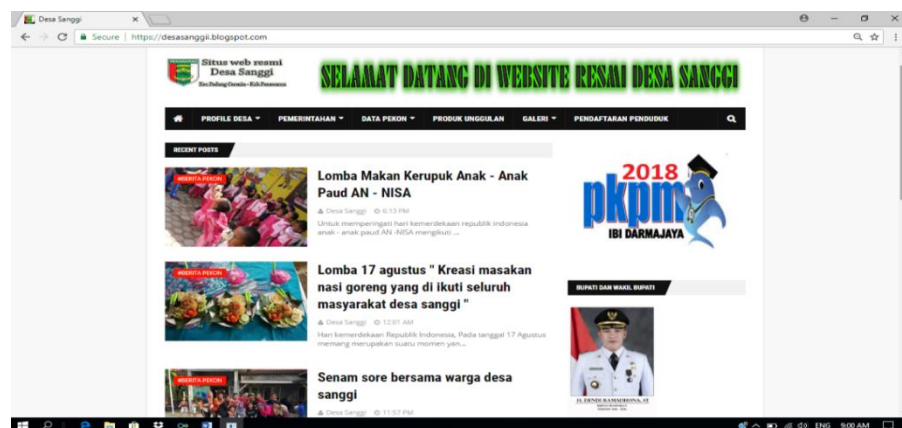 Desa Sanggi
Secure | https://desasanggii.blogspot.com
Situs web resmi
Desa Sanggi
SELAMAT DATANG DI WEBSITE RESMI DESA SANGGI
PROFILE DESA PEMERINTAHAN DATA PEKON PRODUK UNGGULAN GALERI PENDAFTARAN PENDUDUK
RECENT POSTS
#BERITA PEKON
Lomba Makan Kerupuk Anak - Anak
Paud AN - NISA
Desa Sanggi 6:13 PM
Untuk memperingati hari kemerdekaan republik indonesia
anak - anak paud AN -NISA mengikuti ...
2018
pkpm
IBI DARMAJAYA
#BERITA PEKON
Lomba 17 agustus " Kreasi masakan
nasi goreng yang di ikuti seluruh
masyarakat desa sanggi "
Desa Sanggi 12:01 AM
Hari kemerdekaan Republik Indonesia, Pada tanggal 17 Agustus
memang merupakan suatu momen yan...
BUPATI DAN WAKIL BUPATI
#BERITA PEKON
Senam sore bersama warga desa
sanggi
Desa Sanggi 11:57 PM
H. DENDI RAMADHONA, ST
ENG 9:00 AM